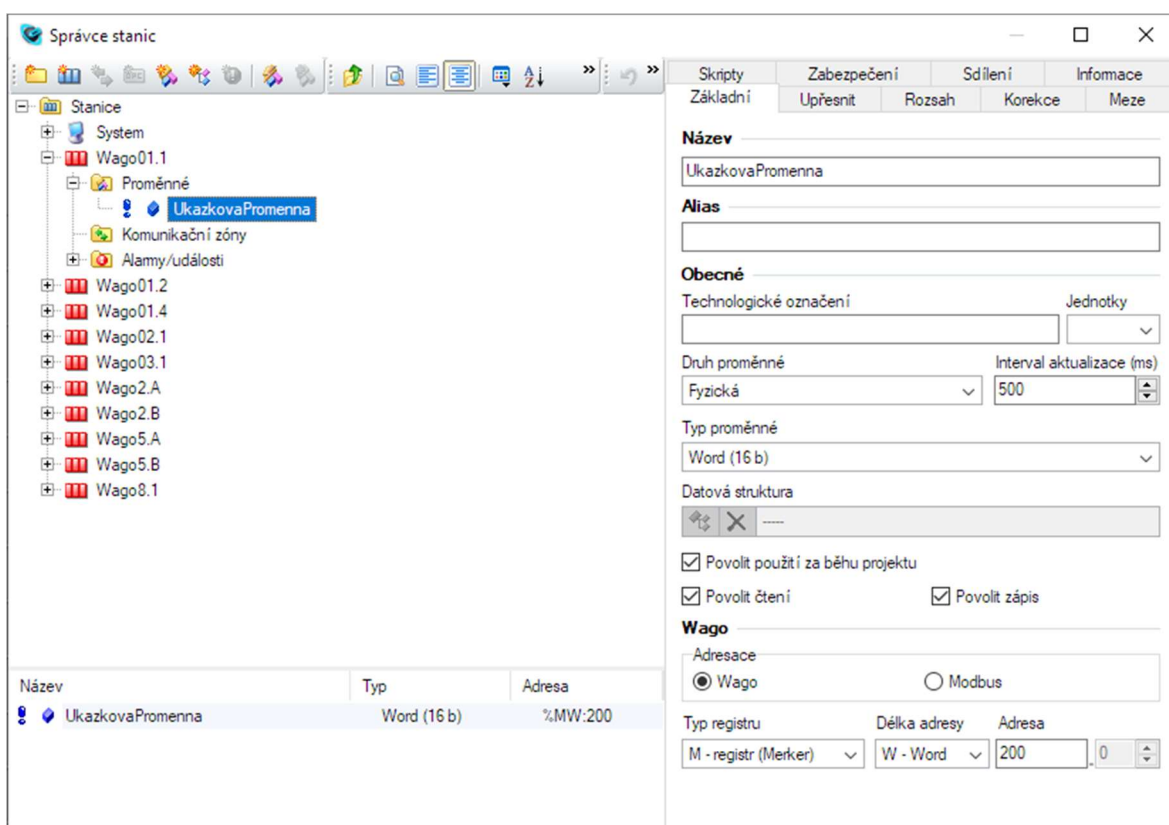 Správce stanic
Stanice
System
Wago01.1
Proměnné
UkazkovaPromenna
Komunikační zóny
Alarmy/události
Wago01.2
Wago01.4
Wago02.1
Wago03.1
Wago2.A
Wago2.B
Wago5.A
Wago5.B
Wago8.1
Název Typ Adresa
UkazkovaPromenna Word (16 b) %MW:200
Skripty Zabezpečení Sdílení Informace
Základní Upřesnit Rozsah Korekce Meze
Název
UkazkovaPromenna
Alias
Obecné
Technologické označení Jednotky
Druh proměnné Interval aktualizace (ms)
Fyzická 500
Typ proměnné
Word (16 b)
Datová struktura
----
Povolit použití za běhu projektu
Povolit čtení Povolit zápis
Wago
Adresace
Wago Modbus
Typ registru Délka adresy Adresa
M - registr (Merker) W - Word 200 . 0